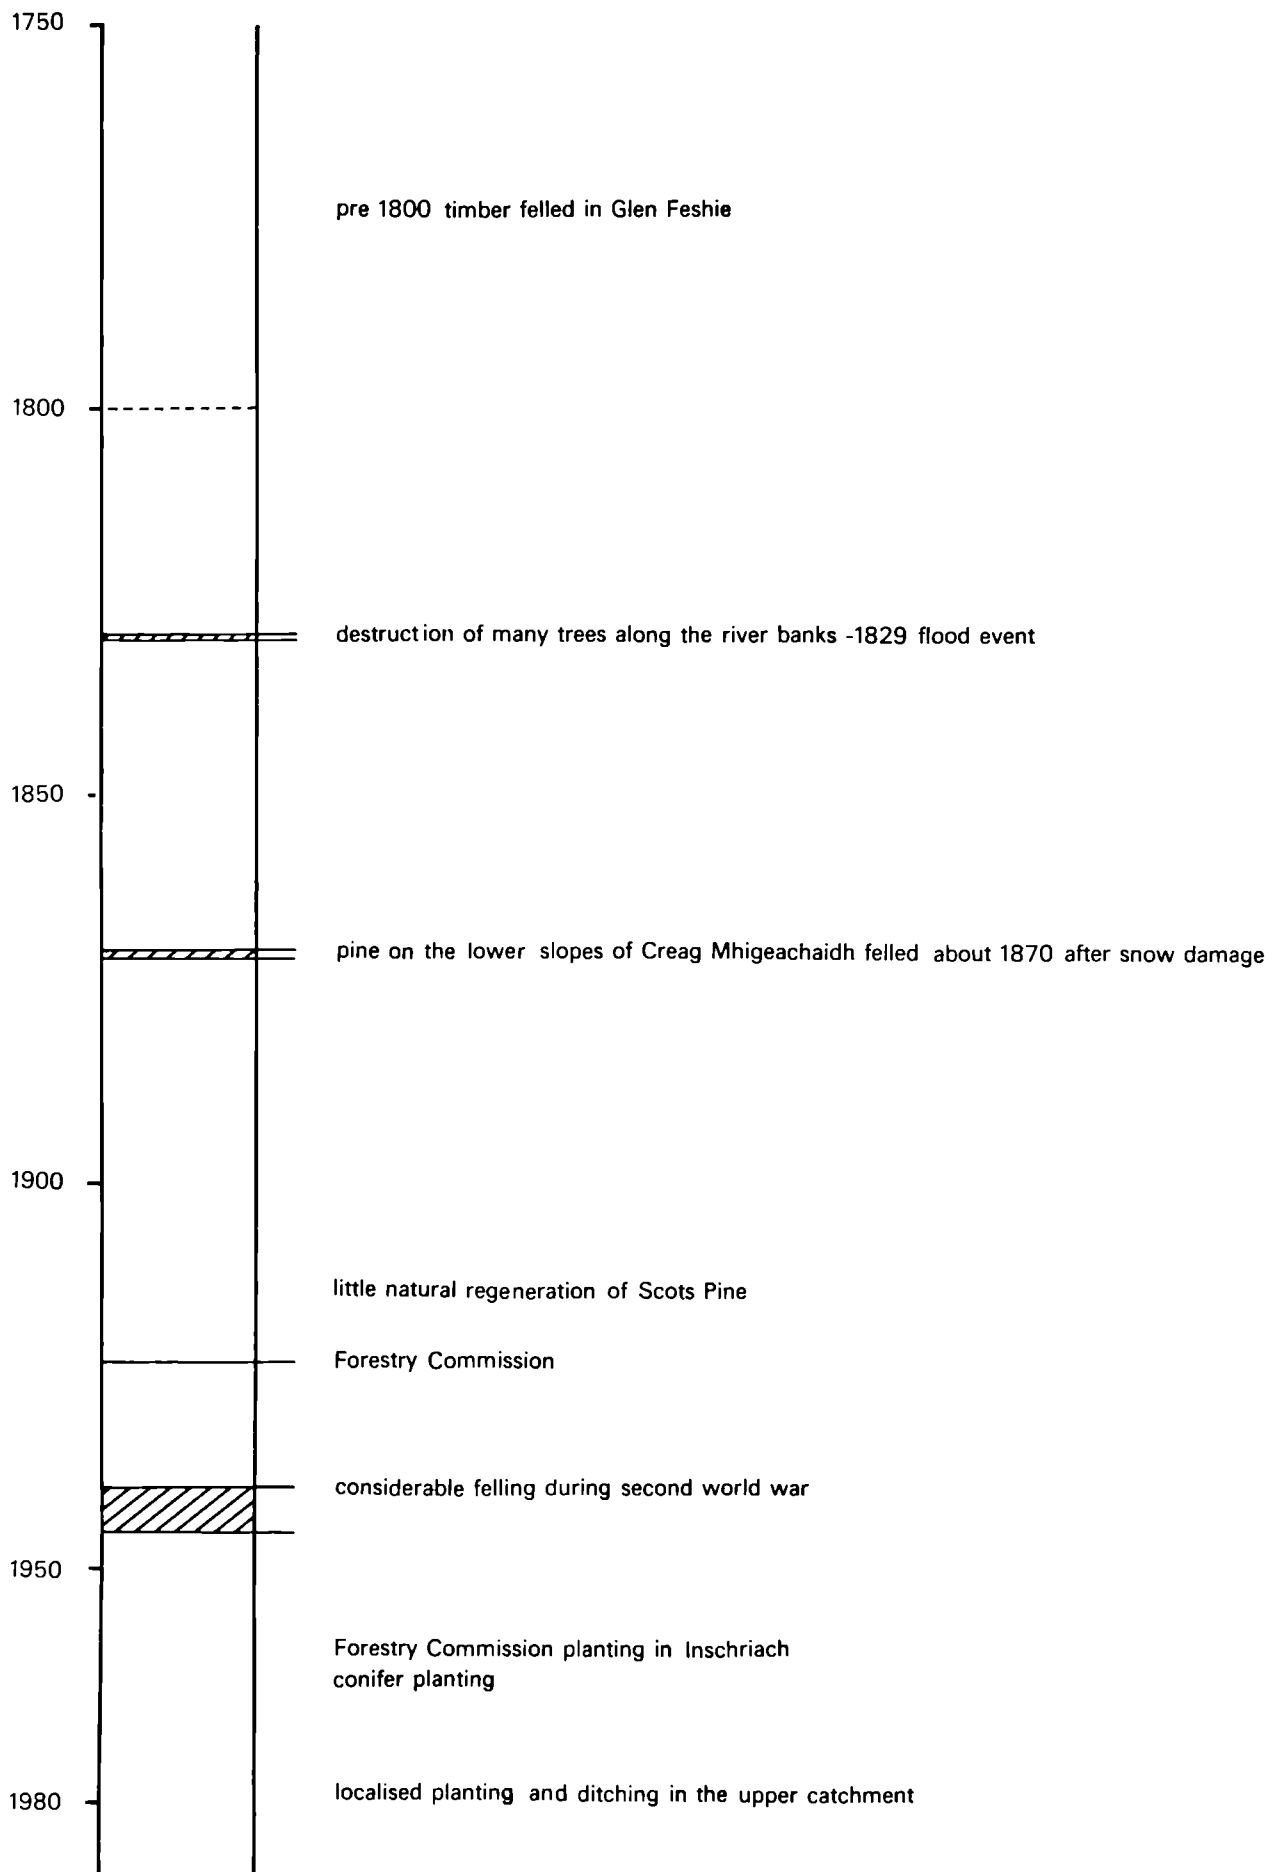 1750
pre 1800 timber felled in Glen Feshie
1800
destruction of many trees along the river banks -1829 flood event
1850
pine on the lower slopes of Creag Mhigeachaidh felled about 1870 after snow damage
1900
little natural regeneration of Scots Pine
Forestry Commission
considerable felling during second world war
1950
Forestry Commission planting in Inschriach
conifer planting
1980
localised planting and ditching in the upper catchment